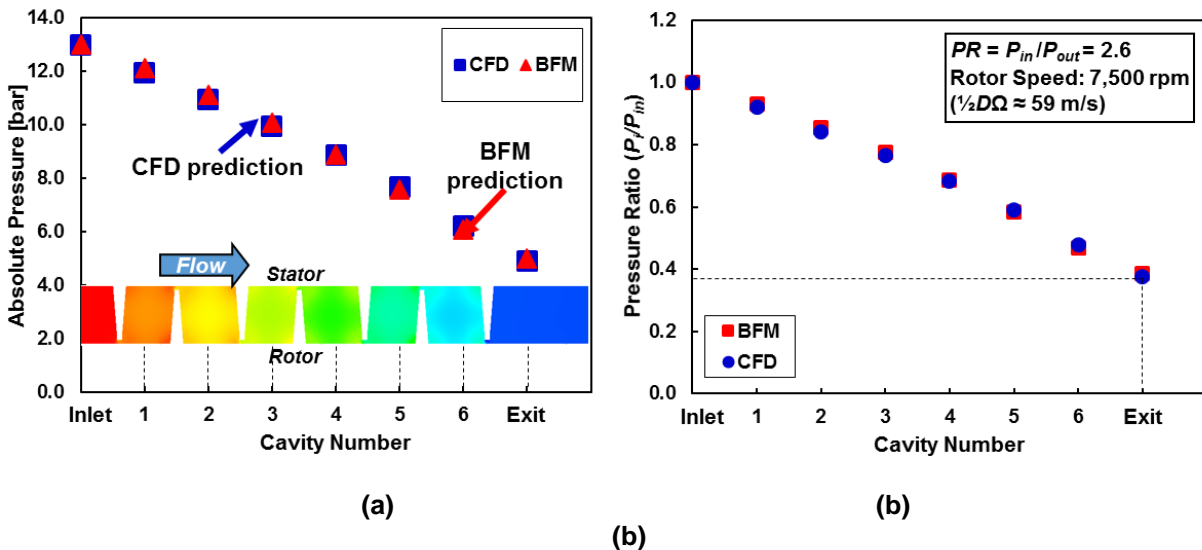 14.0
12.0
10.0
8.0
6.0
4.0
2.0
0.0
Absolute Pressure [bar]
CFD BFM
CFD prediction
BFM
prediction
Flow
Stator
Rotor
Inlet 1 2 3 4 5 6 Exit
Cavity Number
(a)
1.2
1.0
0.8
0.6
0.4
0.2
0.0
Pressure Ratio (Pi/Pin)
PR = Pin/Pout = 2.6
Rotor Speed: 7,500 rpm
(½DΩ ≈ 59 m/s)
BFM
CFD
Inlet 1 2 3 4 5 6 Exit
Cavity Number
(b)
(b)